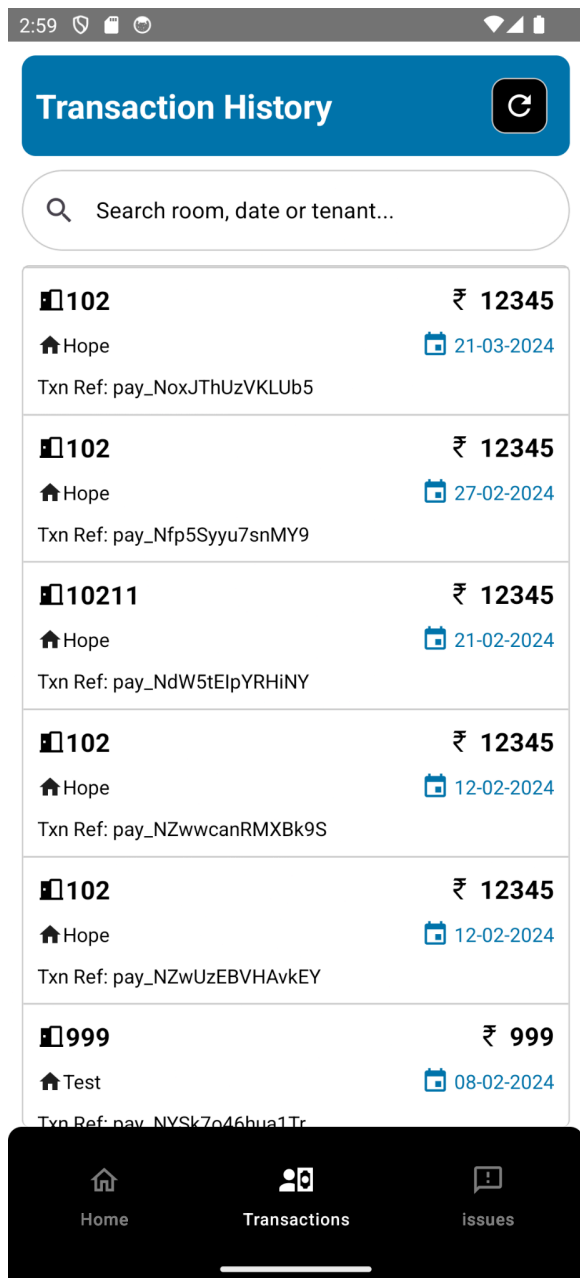 2:59
Transaction History
Search room, date or tenant...
102 ₹ 12345
Hope 21-03-2024
Txn Ref: pay_NoxJThUzVKLUb5
102 ₹ 12345
Hope 27-02-2024
Txn Ref: pay_Nfp5Syyu7snMY9
10211 ₹ 12345
Hope 21-02-2024
Txn Ref: pay_NdW5tEIpYRHiNY
102 ₹ 12345
Hope 12-02-2024
Txn Ref: pay_NZwwcanRMXBk9S
102 ₹ 12345
Hope 12-02-2024
Txn Ref: pay_NZwUzEBVHAvkEY
999 ₹ 999
Test 08-02-2024
Txn Ref: pay_NYSk7o46hua1Tr
Home Transactions issues